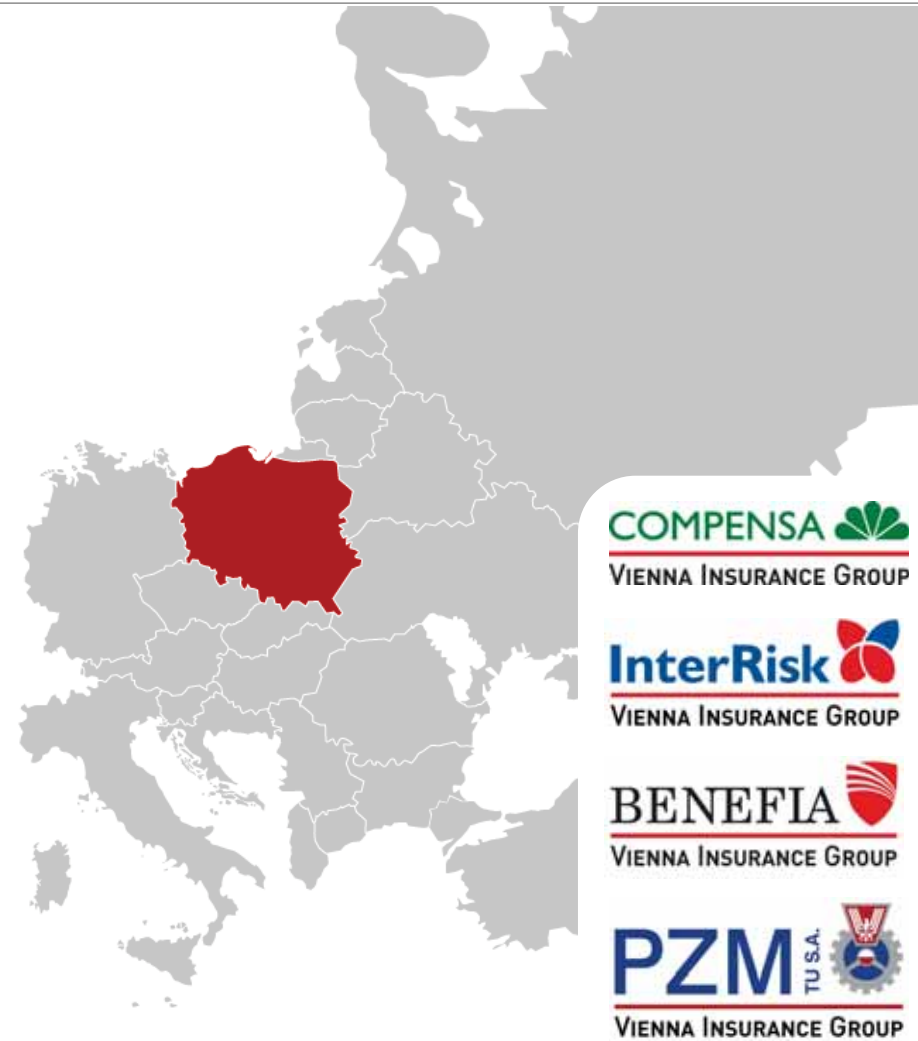 COMPENSA
VIENNA INSURANCE GROUP
InterRisk
VIENNA INSURANCE GROUP
BENEFIA
VIENNA INSURANCE GROUP
PZM TU S.A.
VIENNA INSURANCE GROUP